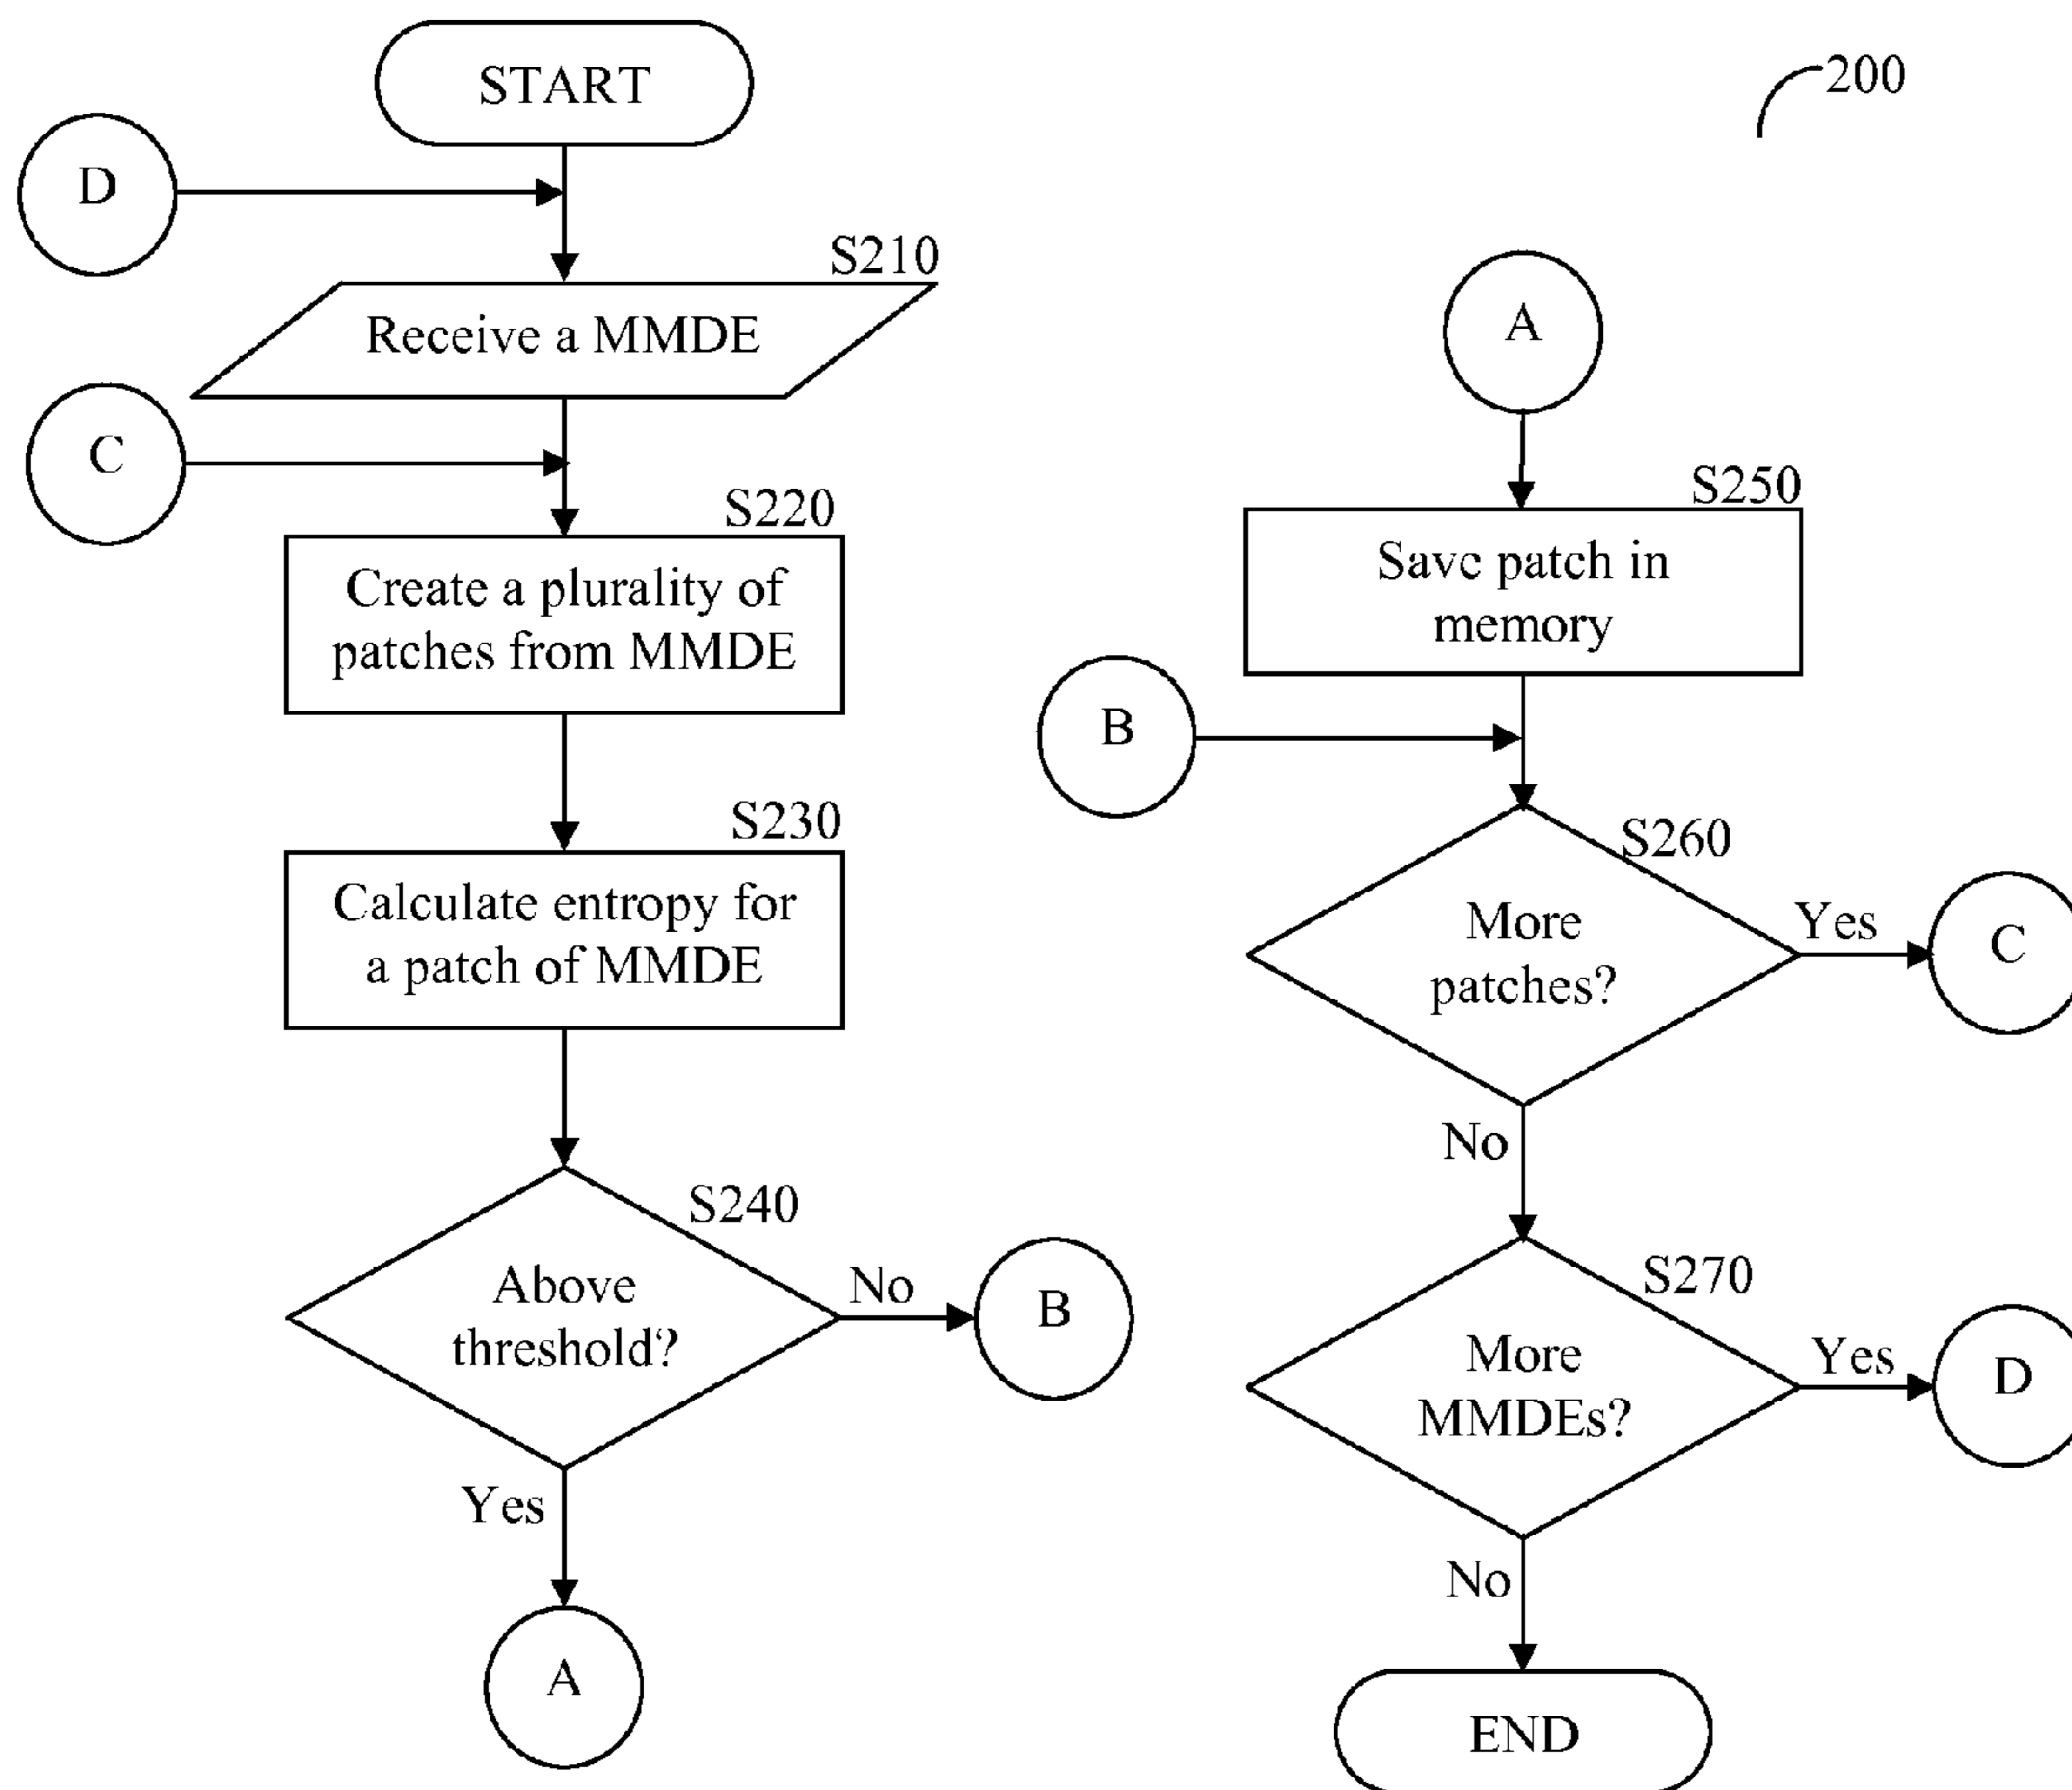 START
200
D
S210
Receive a MMDE
C
S220
Create a plurality of
patches from MMDE
S230
Calculate entropy for
a patch of MMDE
S240
Above
threshold?
No
B
Yes
A
A
S250
Save patch in
memory
B
S260
More
patches?
Yes
C
No
S270
More
MMDEs?
Yes
D
No
END